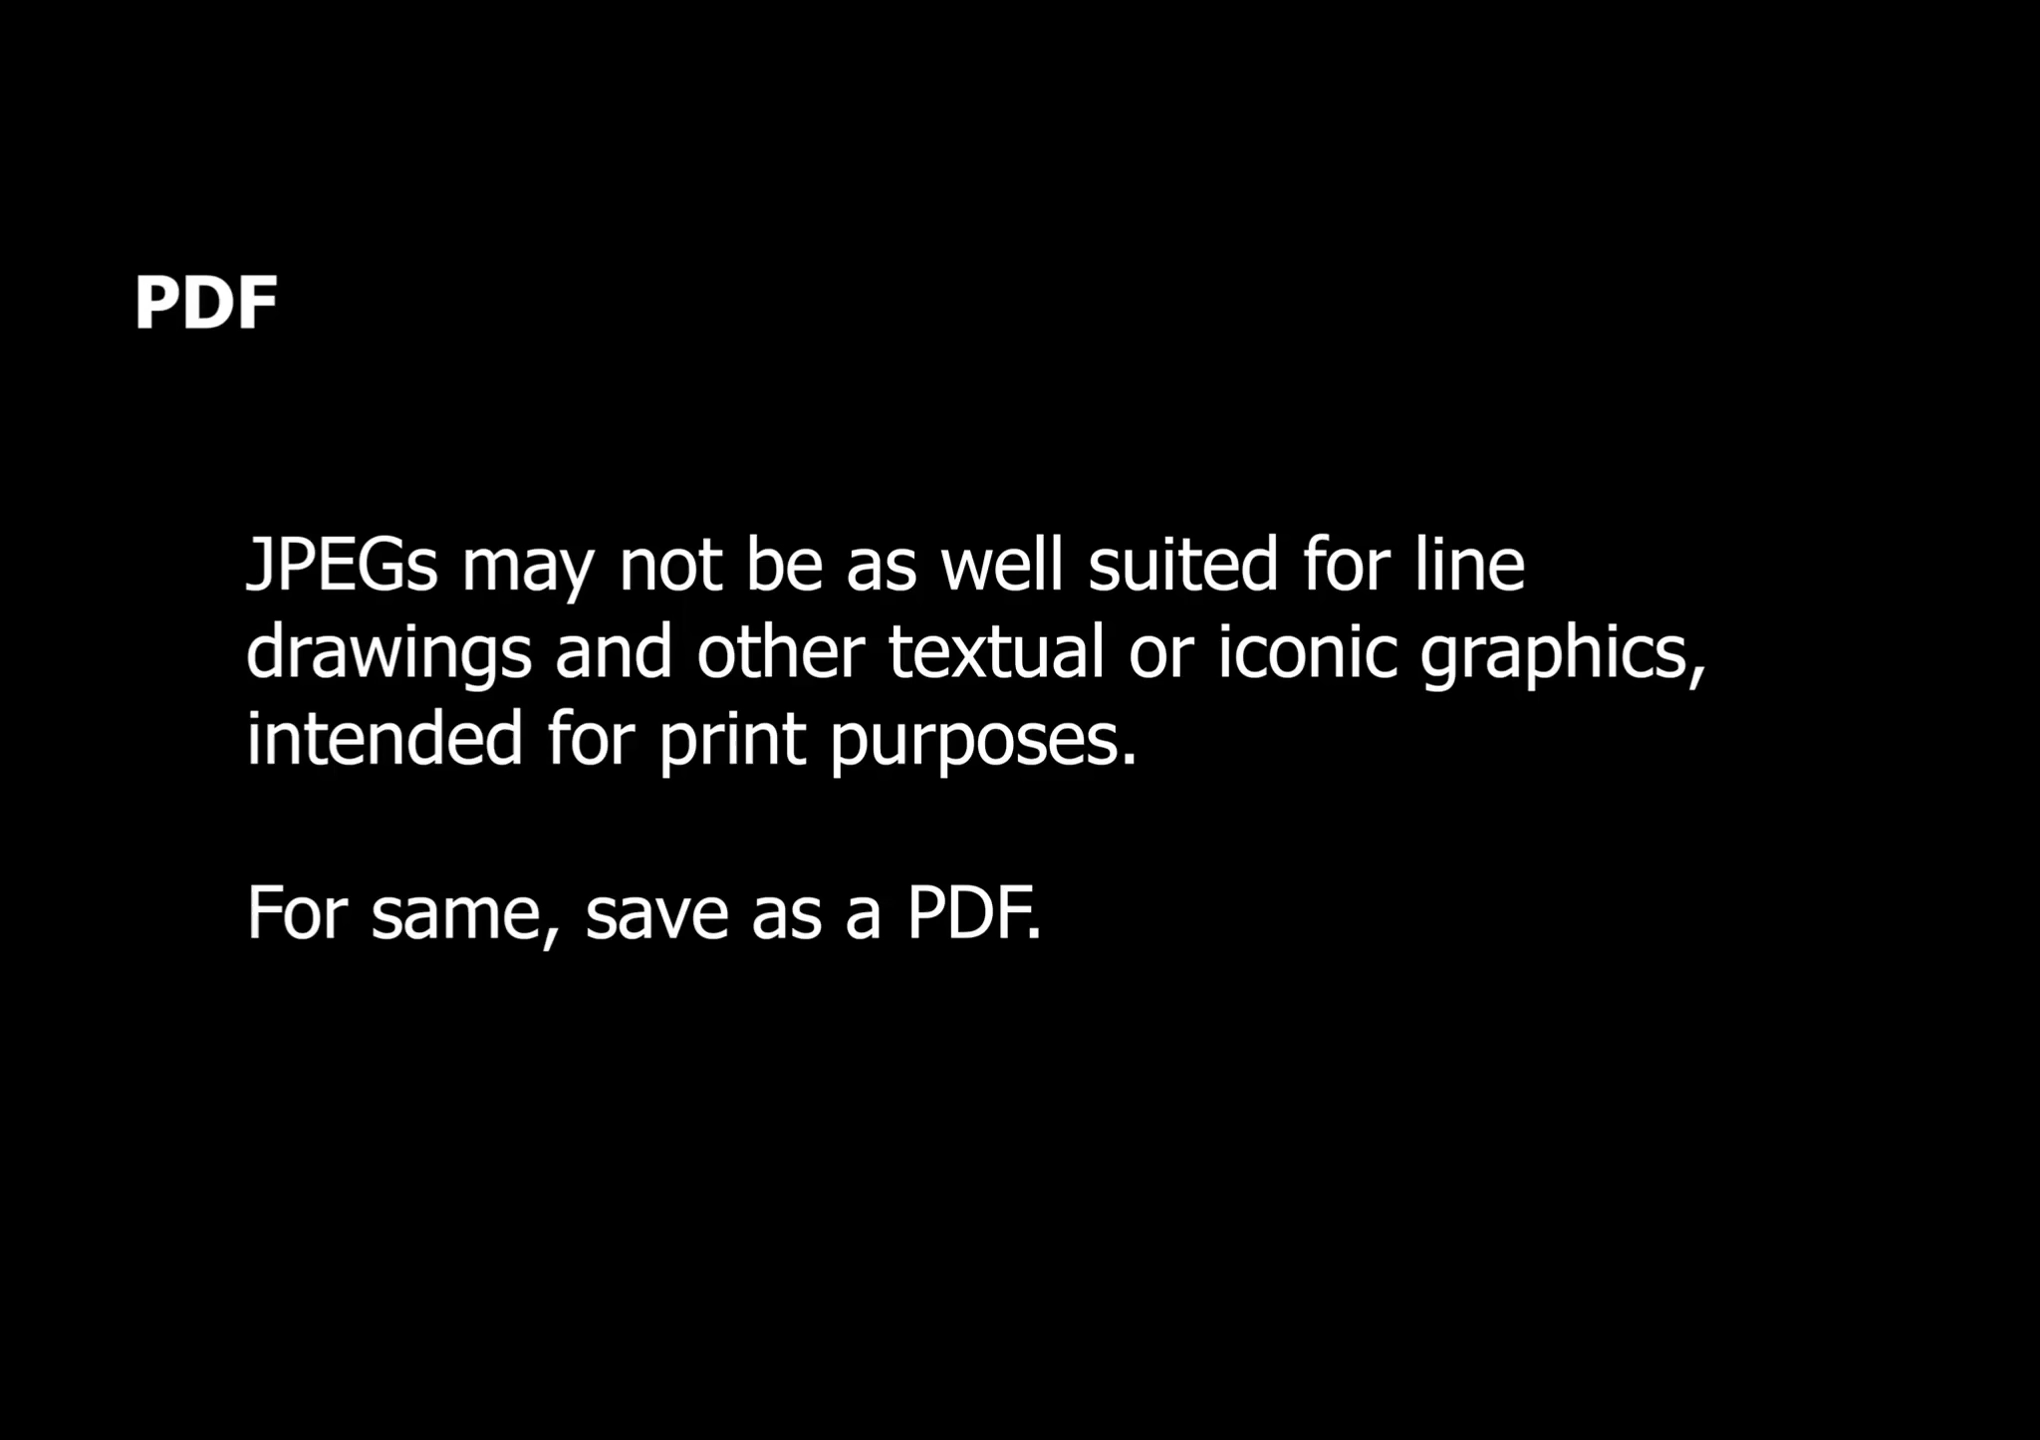 PDF
JPEGs may not be as well suited for line
drawings and other textual or iconic graphics,
intended for print purposes.
For same, save as a PDF.